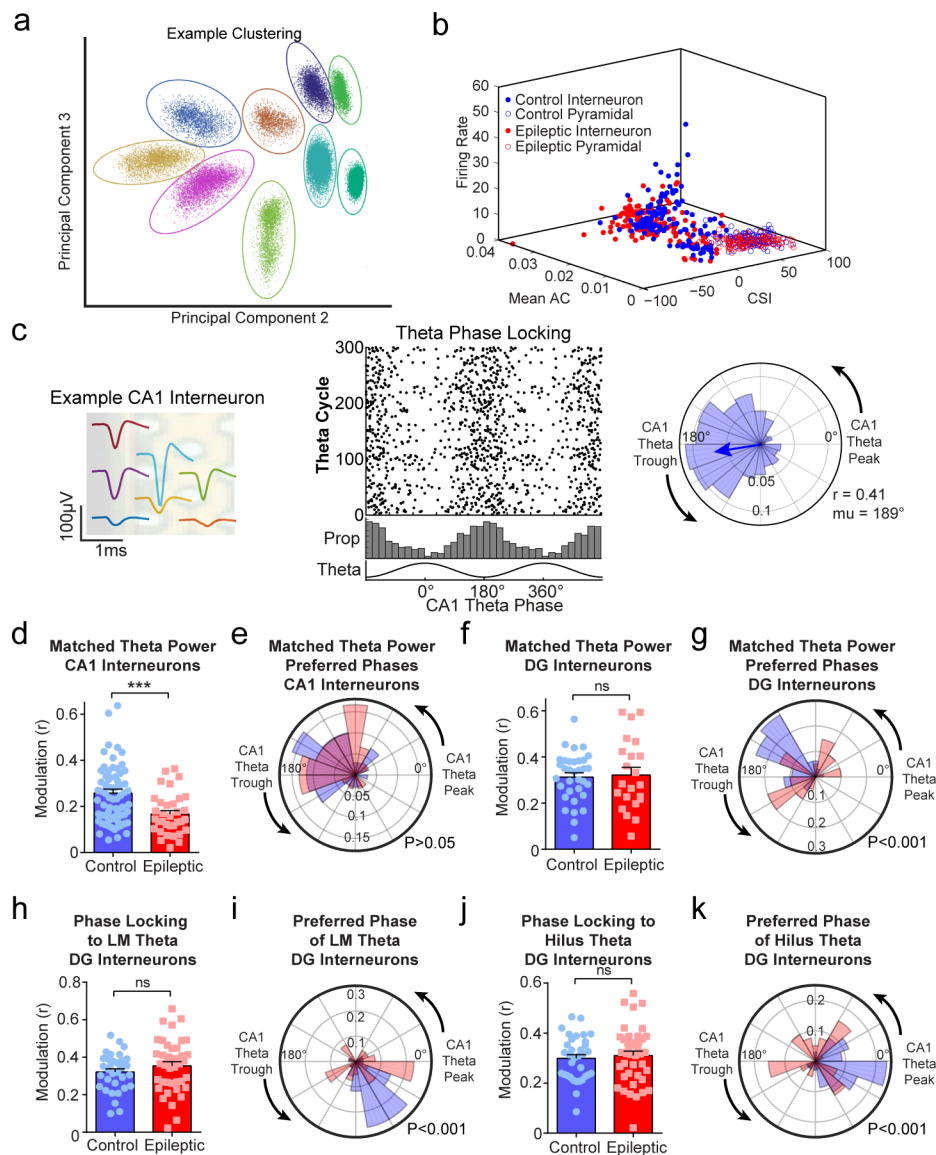 a
Example Clustering
Principal Component 3
Principal Component 2
b
Firing Rate
60
50
40
30
20
10
0
Control Interneuron
Control Pyramidal
Epileptic Interneuron
Epileptic Pyramidal
0.04
0.03
0.02
0.01
0
Mean AC
−100
−50
0
50
100
CSI
c
Example CA1 Interneuron
100µV
1ms
Theta Phase Locking
Theta Cycle
300
200
100
0
Prop
Theta
0°
180°
360°
CA1 Theta Phase
CA1
Theta
Trough
180°
0°
CA1
Theta
Peak
0.05
0.1
r = 0.41
mu = 189°
d
Matched Theta Power
CA1 Interneurons
***
Modulation (r)
0.6
0.4
0.2
0
Control
Epileptic
e
Matched Theta Power
Preferred Phases
CA1 Interneurons
CA1
Theta
Trough
180°
0°
CA1
Theta
Peak
0.05
0.1
0.15
P>0.05
f
Matched Theta Power
DG Interneurons
ns
Modulation (r)
0.6
0.4
0.2
0
Control
Epileptic
g
Matched Theta Power
Preferred Phases
DG Interneurons
CA1
Theta
Trough
180°
0°
CA1
Theta
Peak
0.1
0.2
0.3
P<0.001
h
Phase Locking
to LM Theta
DG Interneurons
ns
Modulation (r)
0.8
0.6
0.4
0.2
0
Control
Epileptic
i
Preferred Phase
of LM Theta
DG Interneurons
0.3
0.2
0.1
CA1
Theta
Trough
180°
0°
CA1
Theta
Peak
P<0.001
j
Phase Locking to
Hilus Theta
DG Interneurons
ns
Modulation (r)
0.6
0.4
0.2
0
Control
Epileptic
k
Preferred Phase
of Hilus Theta
DG Interneurons
0.2
0.1
CA1
Theta
Trough
180°
0°
CA1
Theta
Peak
P<0.001